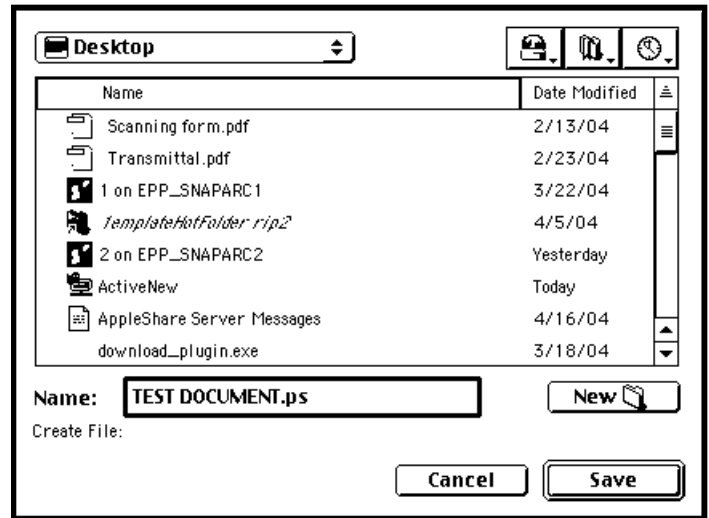 Desktop
Name Date Modified
Scanning form.pdf 2/13/04
Transmittal.pdf 2/23/04
1 on EPP_SNAPARC1 3/22/04
TemplateHotFolder rip2 4/5/04
2 on EPP_SNAPARC2 Yesterday
ActiveNew Today
AppleShare Server Messages 4/16/04
download_plugin.exe 3/18/04
Name: TEST DOCUMENT.ps New
Create File:
Cancel Save